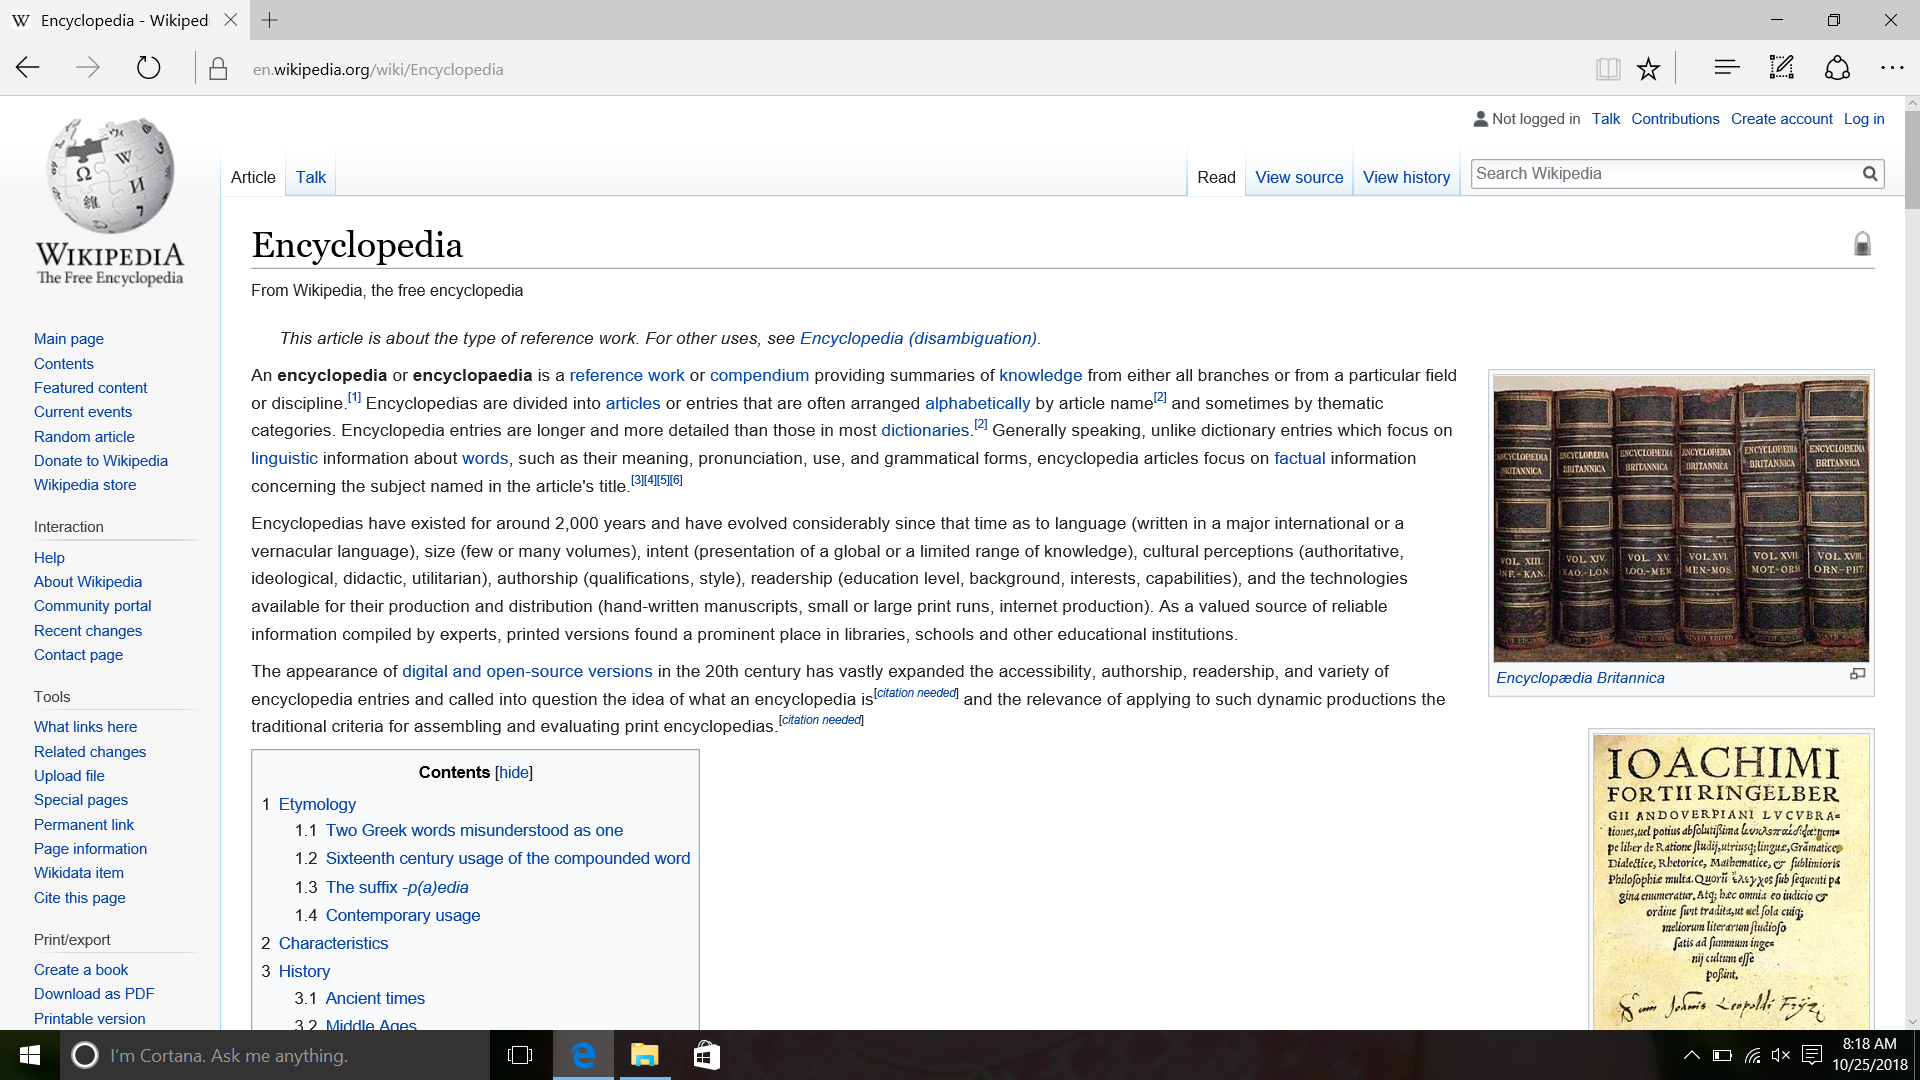 Encyclopedia - Wikiped
en.wikipedia.org/wiki/Encyclopedia
Not logged in Talk Contributions Create account Log in
Article Talk Read View source View history Search Wikipedia
WIKIPEDIA
The Free Encyclopedia
Main page
Contents
Featured content
Current events
Random article
Donate to Wikipedia
Wikipedia store
Interaction
Help
About Wikipedia
Community portal
Recent changes
Contact page
Tools
What links here
Related changes
Upload file
Special pages
Permanent link
Page information
Wikidata item
Cite this page
Print/export
Create a book
Download as PDF
Printable version
Encyclopedia
From Wikipedia, the free encyclopedia
This article is about the type of reference work. For other uses, see Encyclopedia (disambiguation).
An encyclopedia or encyclopaedia is a reference work or compendium providing summaries of knowledge from either all branches or from a particular field
or discipline.[1] Encyclopedias are divided into articles or entries that are often arranged alphabetically by article name[2] and sometimes by thematic
categories. Encyclopedia entries are longer and more detailed than those in most dictionaries.[2] Generally speaking, unlike dictionary entries which focus on
linguistic information about words, such as their meaning, pronunciation, use, and grammatical forms, encyclopedia articles focus on factual information
concerning the subject named in the article's title.[3][4][5][6]
Encyclopedias have existed for around 2,000 years and have evolved considerably since that time as to language (written in a major international or a
vernacular language), size (few or many volumes), intent (presentation of a global or a limited range of knowledge), cultural perceptions (authoritative,
ideological, didactic, utilitarian), authorship (qualifications, style), readership (education level, background, interests, capabilities), and the technologies
available for their production and distribution (hand-written manuscripts, small or large print runs, internet production). As a valued source of reliable
information compiled by experts, printed versions found a prominent place in libraries, schools and other educational institutions.
The appearance of digital and open-source versions in the 20th century has vastly expanded the accessibility, authorship, readership, and variety of
encyclopedia entries and called into question the idea of what an encyclopedia is[citation needed] and the relevance of applying to such dynamic productions the
traditional criteria for assembling and evaluating print encyclopedias.[citation needed]
Contents [hide]
1 Etymology
1.1 Two Greek words misunderstood as one
1.2 Sixteenth century usage of the compounded word
1.3 The suffix -p(a)edia
1.4 Contemporary usage
2 Characteristics
3 History
3.1 Ancient times
3.2 Middle Ages
ENCYCLOPÆDIA ENCYCLOPÆDIA ENCYCLOPÆDIA ENCYCLOPÆDIA ENCYCLOPÆDIA
BRITANNICA BRITANNICA BRITANNICA BRITANNICA BRITANNICA BRITANNICA
VOL. XIII. VOL. XIV. VOL. XV. VOL. XVI. VOL. XVII. VOL. XVIII.
KAO.-LON. LOO.-MEM. MEN-MOS. MOT.-ORM. ORN.-PHT.
Encyclopædia Britannica
IOACHIMI
FORTII RINGELBER
GII ANDOVERPIANI LVCVBRA=
pe liber de Ratione studij, utriusq; linguæ, Grāmatice,
Dialectice, Rhetorice, Mathematice, & sublimioris
Philosophiæ multa. Quorū ἔλεγχος sub sequenti pa
gina enumeratur. Atq; hæc omnia eo iudicio &
ordine sunt tradita, ut uel sola cuiq;
meliorum literarum studioso
satis ad summum inge=
nij cultum esse
possint.
I'm Cortana. Ask me anything.
8:18 AM
10/25/2018